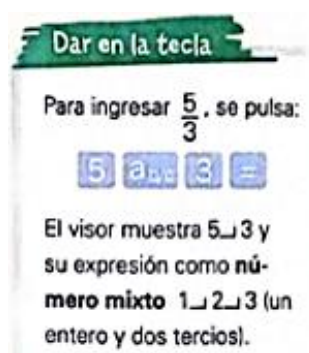 Dar en la tecla
Para ingresar 5/3, se pulsa:
5 a b/c 3 =
El visor muestra 5⌟3 y
su expresión como nú-
mero mixto 1⌟2⌟3 (un
entero y dos tercios).